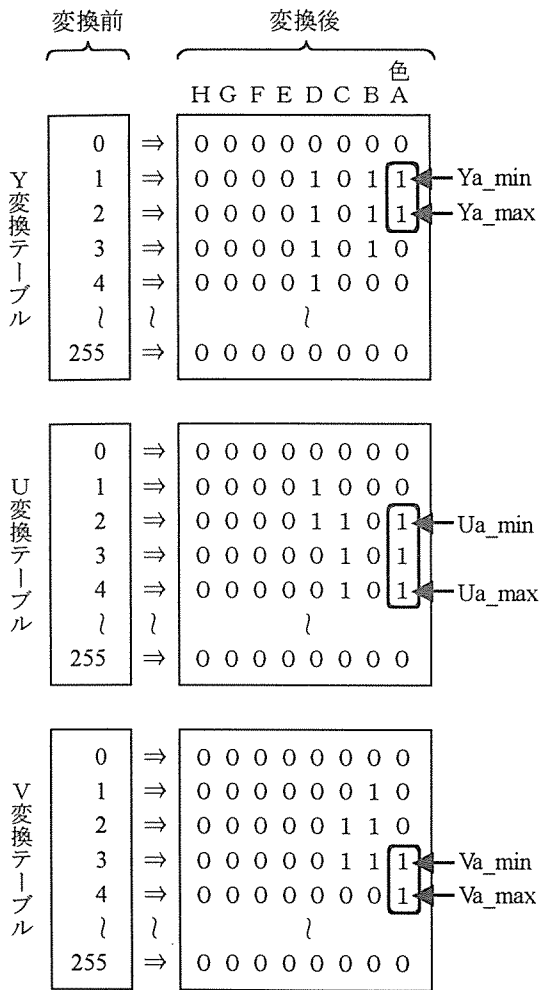 変換前 変換後
色
H G F E D C B A
Y変換テーブル
0 ⇒ 0 0 0 0 0 0 0 0
1 ⇒ 0 0 0 0 1 0 1 1 Ya_min
2 ⇒ 0 0 0 0 1 0 1 1 Ya_max
3 ⇒ 0 0 0 0 1 0 1 0
4 ⇒ 0 0 0 0 1 0 0 0
≀ ≀ ≀
255 ⇒ 0 0 0 0 0 0 0 0
U変換テーブル
0 ⇒ 0 0 0 0 0 0 0 0
1 ⇒ 0 0 0 0 1 0 0 0
2 ⇒ 0 0 0 0 1 1 0 1 Ua_min
3 ⇒ 0 0 0 0 0 1 0 1
4 ⇒ 0 0 0 0 0 1 0 1 Ua_max
≀ ≀ ≀
255 ⇒ 0 0 0 0 0 0 0 0
V変換テーブル
0 ⇒ 0 0 0 0 0 0 0 0
1 ⇒ 0 0 0 0 0 0 1 0
2 ⇒ 0 0 0 0 0 1 1 0
3 ⇒ 0 0 0 0 0 1 1 1 Va_min
4 ⇒ 0 0 0 0 0 0 0 1 Va_max
≀ ≀ ≀
255 ⇒ 0 0 0 0 0 0 0 0